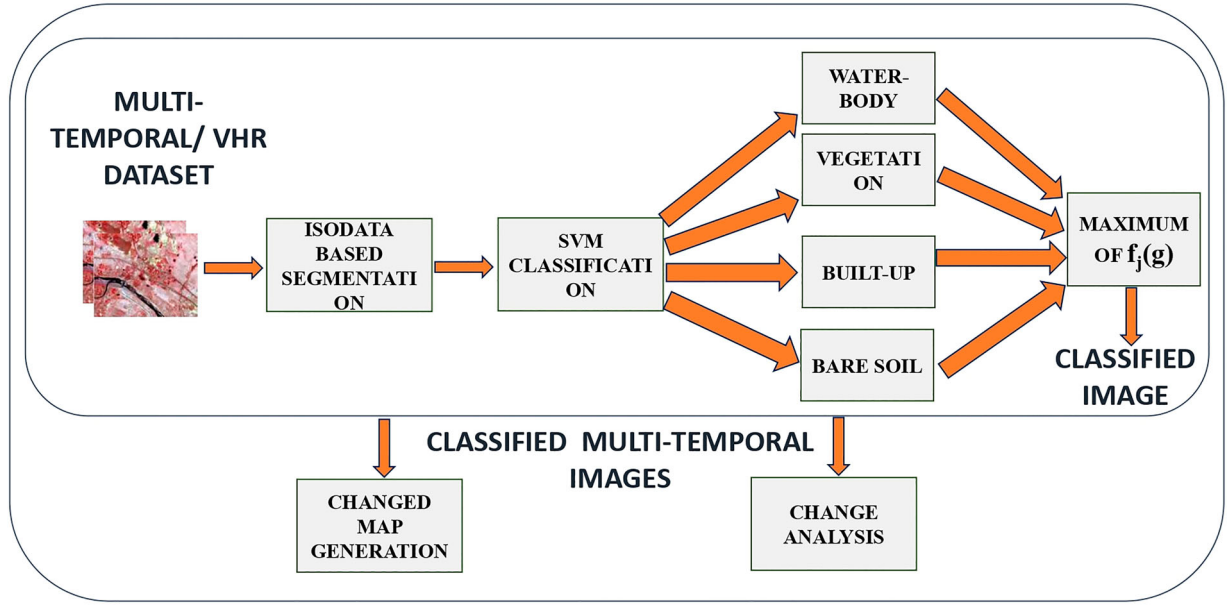 MULTI-
TEMPORAL/ VHR
DATASET
ISODATA
BASED
SEGMENTATI
ON
SVM
CLASSIFICATI
ON
WATER-
BODY
VEGETATI
ON
BUILT-UP
BARE SOIL
MAXIMUM
OF fj(g)
CLASSIFIED
IMAGE
CLASSIFIED MULTI-TEMPORAL
IMAGES
CHANGED
MAP
GENERATION
CHANGE
ANALYSIS